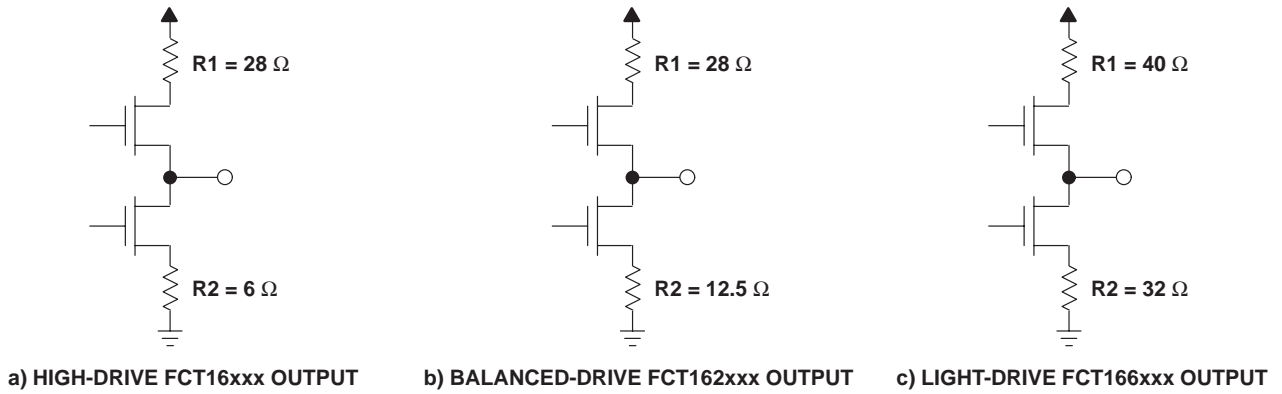 R1 = 28 Ω
R1 = 28 Ω
R1 = 40 Ω
R2 = 6 Ω
R2 = 12.5 Ω
R2 = 32 Ω
a) HIGH-DRIVE FCT16xxx OUTPUT
b) BALANCED-DRIVE FCT162xxx OUTPUT
c) LIGHT-DRIVE FCT166xxx OUTPUT